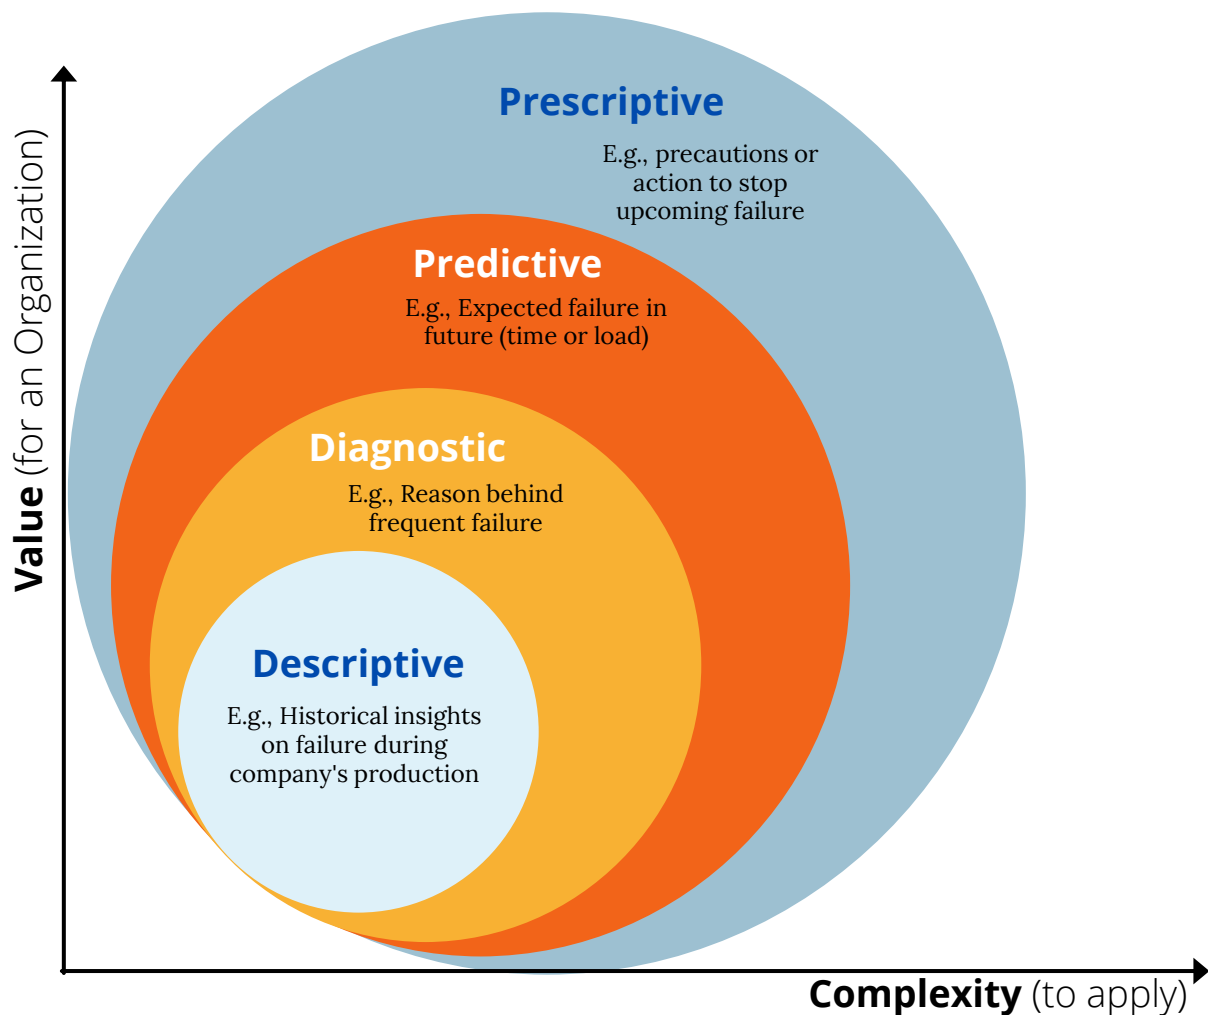 Prescriptive
E.g., precautions or
action to stop
upcoming failure
Predictive
E.g., Expected failure in
future (time or load)
Diagnostic
E.g., Reason behind
frequent failure
Descriptive
E.g., Historical insights
on failure during
company's production
Value (for an Organization)
Complexity (to apply)